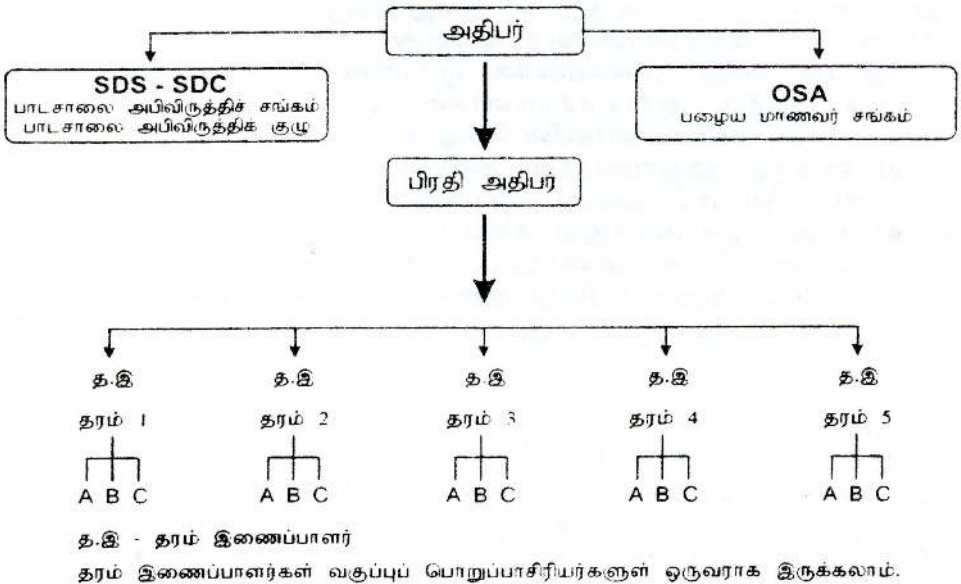 அதிபர்
SDS - SDC
பாடசாலை அபிவிருத்திச் சங்கம்
பாடசாலை அபிவிருத்திக் குழு
OSA
பழைய மாணவர் சங்கம்
பிரதி அதிபர்
த.இ த.இ த.இ த.இ த.இ
தரம் 1 தரம் 2 தரம் 3 தரம் 4 தரம் 5
A B C A B C A B C A B C A B C
த.இ - தரம் இணைப்பாளர்
தரம் இணைப்பாளர்கள் வகுப்புப் பொறுப்பாசிரியர்களுள் ஒருவராக இருக்கலாம்.